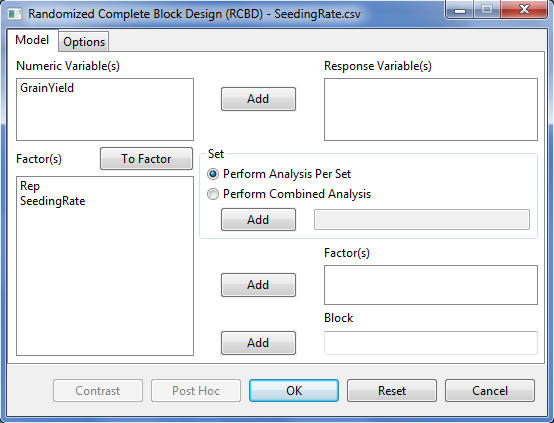 Randomized Complete Block Design (RCBD) - SeedingRate.csv
Model Options
Numeric Variable(s) Response Variable(s)
GrainYield
Add
Factor(s) To Factor
Set
Rep
SeedingRate
Perform Analysis Per Set
Perform Combined Analysis
Add
Factor(s)
Add
Block
Add
Contrast Post Hoc OK Reset Cancel